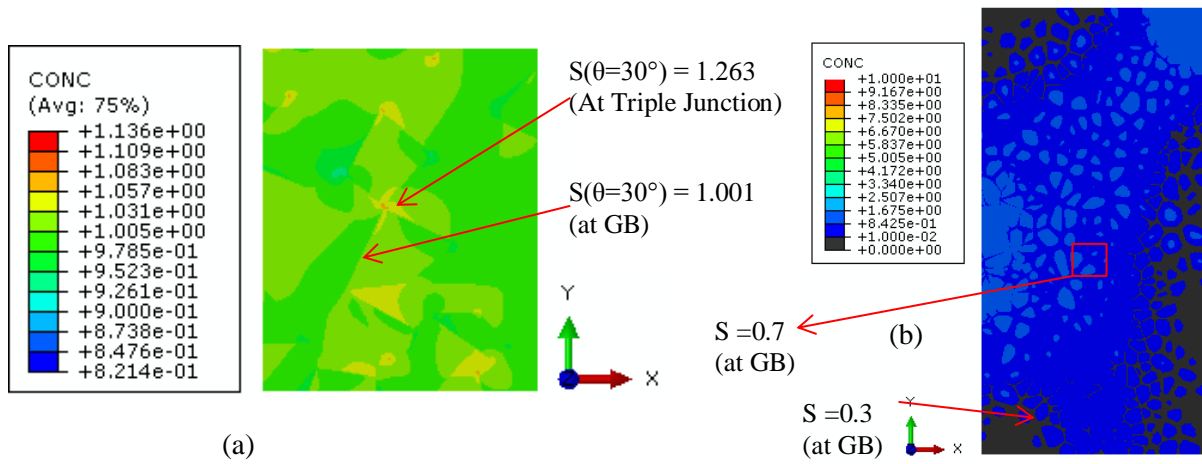 CONC
(Avg: 75%)
+1.136e+00
+1.109e+00
+1.083e+00
+1.057e+00
+1.031e+00
+1.005e+00
+9.785e-01
+9.523e-01
+9.261e-01
+9.000e-01
+8.738e-01
+8.476e-01
+8.214e-01
S(θ=30°) = 1.263
(At Triple Junction)
S(θ=30°) = 1.001
(at GB)
Y
Z
X
(a)
CONC
+1.000e+01
+9.167e+00
+8.335e+00
+7.502e+00
+6.670e+00
+5.837e+00
+5.005e+00
+4.172e+00
+3.340e+00
+2.507e+00
+1.675e+00
+8.425e-01
+1.000e-02
+0.000e+00
S =0.7
(at GB)
(b)
S =0.3
(at GB)
Y
X